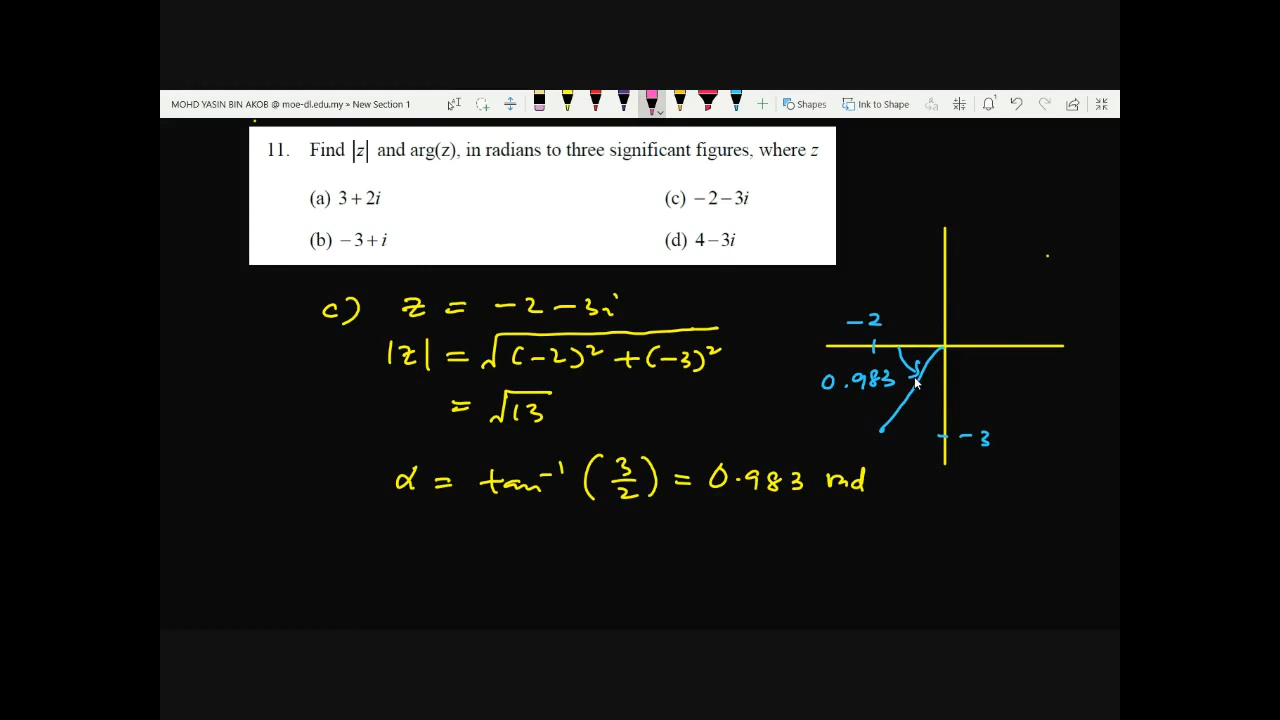 MOHD YASIN BIN AKOB @ moe-dl.edu.my » New Section 1
Shapes
Ink to Shape
11. Find |z| and arg(z), in radians to three significant figures, where z
(a) 3 + 2i
(c) −2 − 3i
(b) −3 + i
(d) 4 − 3i
c) z = −2 − 3i
|z| = √((−2)² + (−3)²)
= √13
α = tan⁻¹ (3/2) = 0.983 rad
−2
0.983
−3